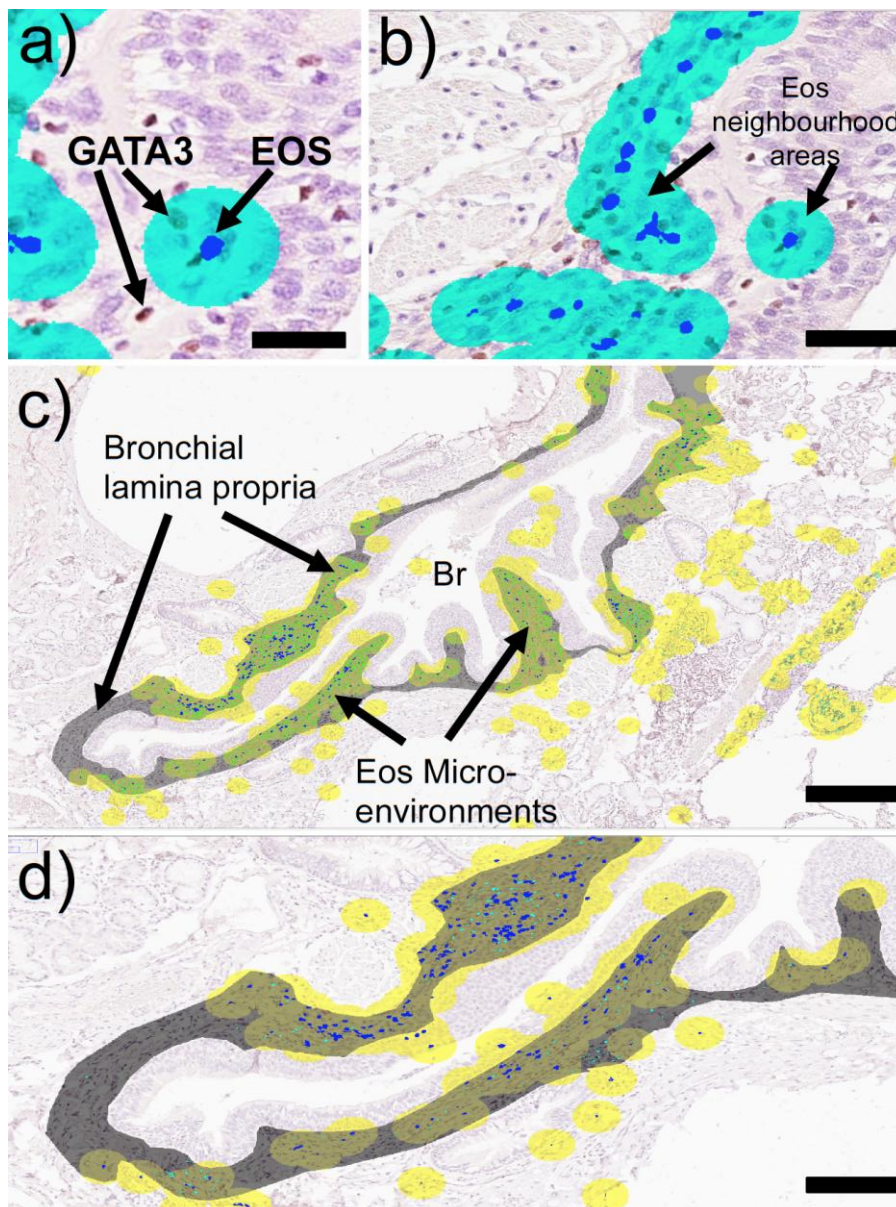 a)
GATA3 EOS
b)
Eos
neighbourhood
areas
c)
Bronchial
lamina propria
Br
Eos Micro-
environments
d)